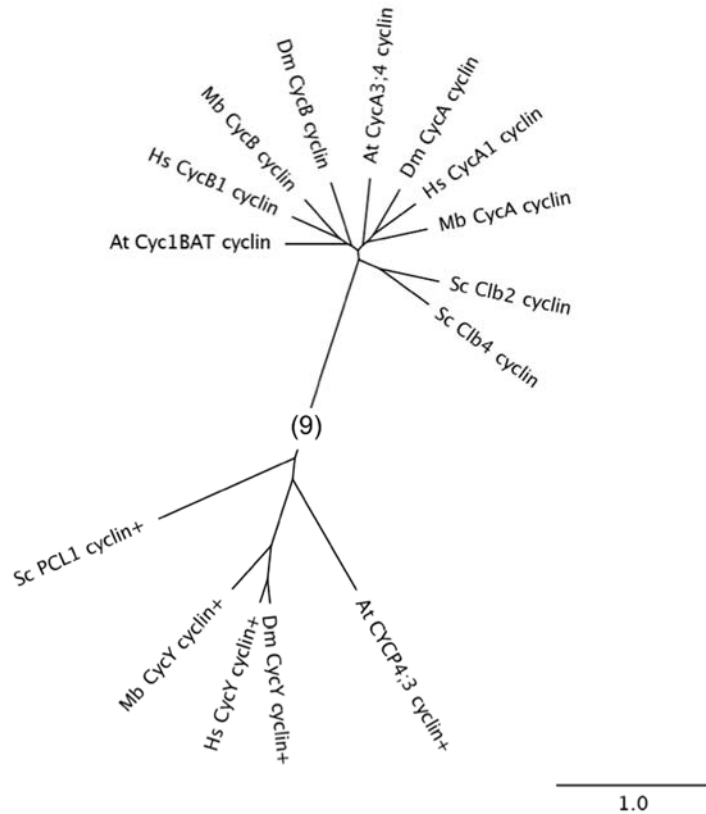 At CycA3;4 cyclin
Dm CycB cyclin
Dm CycA cyclin
Mb CycB cyclin
Hs CycA1 cyclin
Hs CycB1 cyclin
Mb CycA cyclin
At Cyc1BAT cyclin
Sc Clb2 cyclin
Sc Clb4 cyclin
(9)
Sc PCL1 cyclin+
Mb CycY cyclin+
Hs CycY cyclin+
Dm CycY cyclin+
At CYCP4;3 cyclin+
1.0